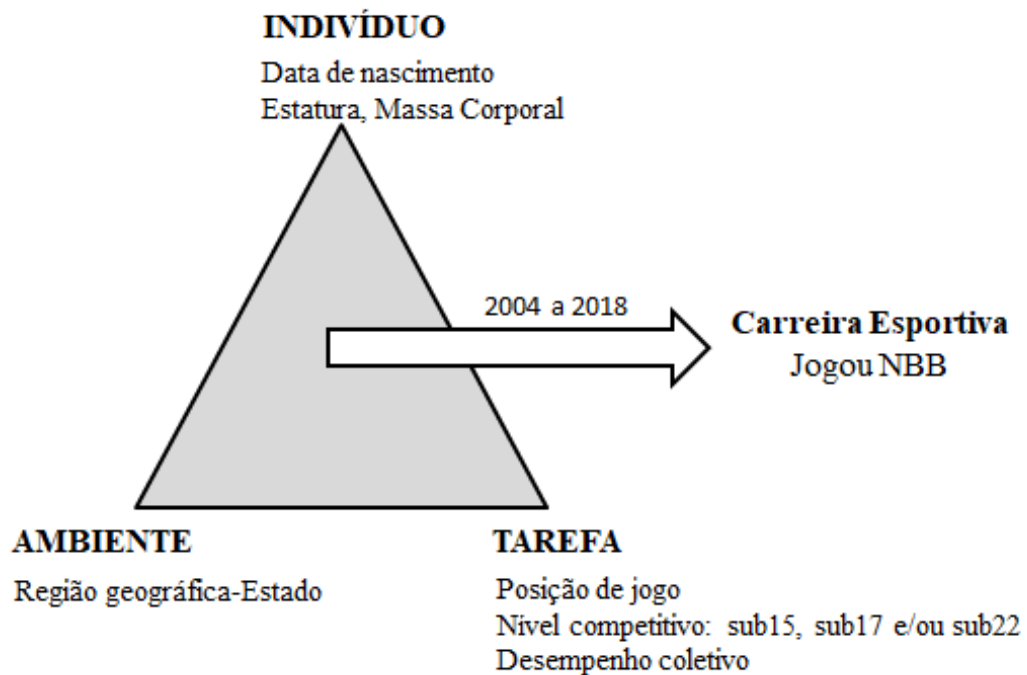 INDIVÍDUO
Data de nascimento
Estatura, Massa Corporal
2004 a 2018
Carreira Esportiva
Jogou NBB
AMBIENTE
Região geográfica-Estado
TAREFA
Posição de jogo
Nível competitivo: sub15, sub17 e/ou sub22
Desempenho coletivo